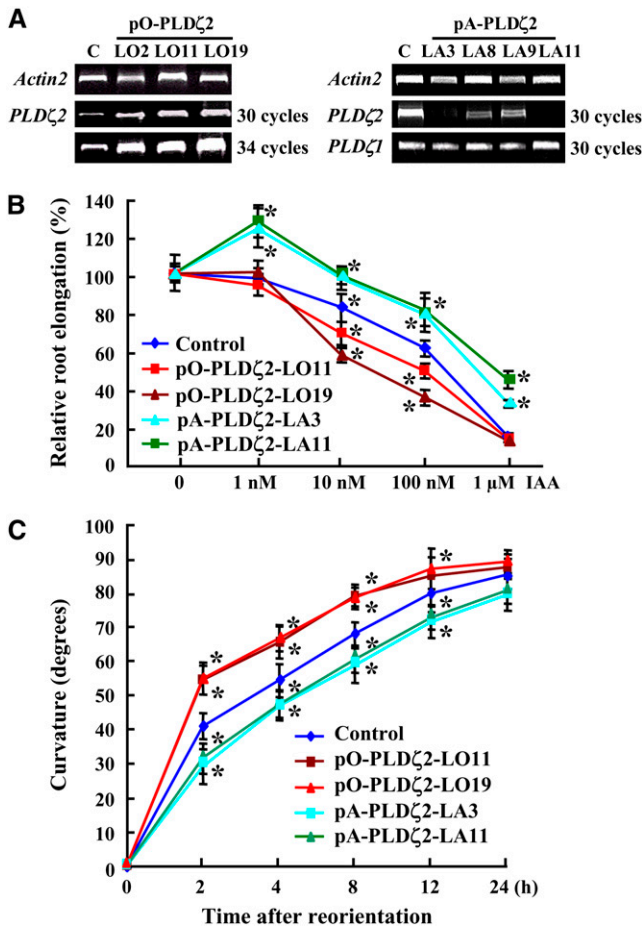 A
pO-PLDζ2
C LO2 LO11 LO19
Actin2
PLDζ2
30 cycles
34 cycles
pA-PLDζ2
C LA3 LA8 LA9 LA11
Actin2
PLDζ2
30 cycles
PLDζ1
30 cycles
B
Relative root elongation (%)
140
120
100
80
60
40
20
0
* * * * * * * * * * * *
Control
pO-PLDζ2-LO11
pO-PLDζ2-LO19
pA-PLDζ2-LA3
pA-PLDζ2-LA11
0 1 nM 10 nM 100 nM 1 μM IAA
C
Curvature (degrees)
100
90
80
70
60
50
40
30
20
10
0
* * * * * * * * * * * * * * *
Control
pO-PLDζ2-LO11
pO-PLDζ2-LO19
pA-PLDζ2-LA3
pA-PLDζ2-LA11
0 2 4 8 12 24 (h)
Time after reorientation